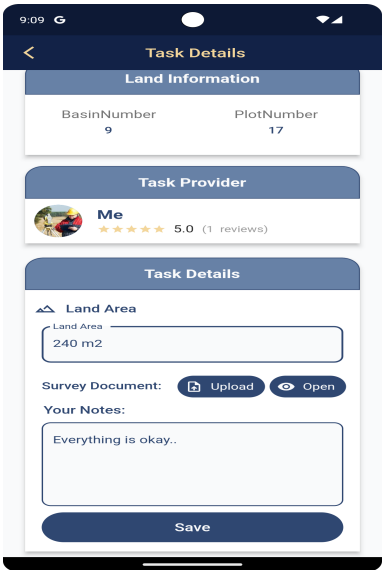 9:09 G
Task Details
Land Information
BasinNumber PlotNumber
9 17
Task Provider
Me
5.0 (1 reviews)
Task Details
Land Area
Land Area
240 m2
Survey Document: Upload Open
Your Notes:
Everything is okay..
Save